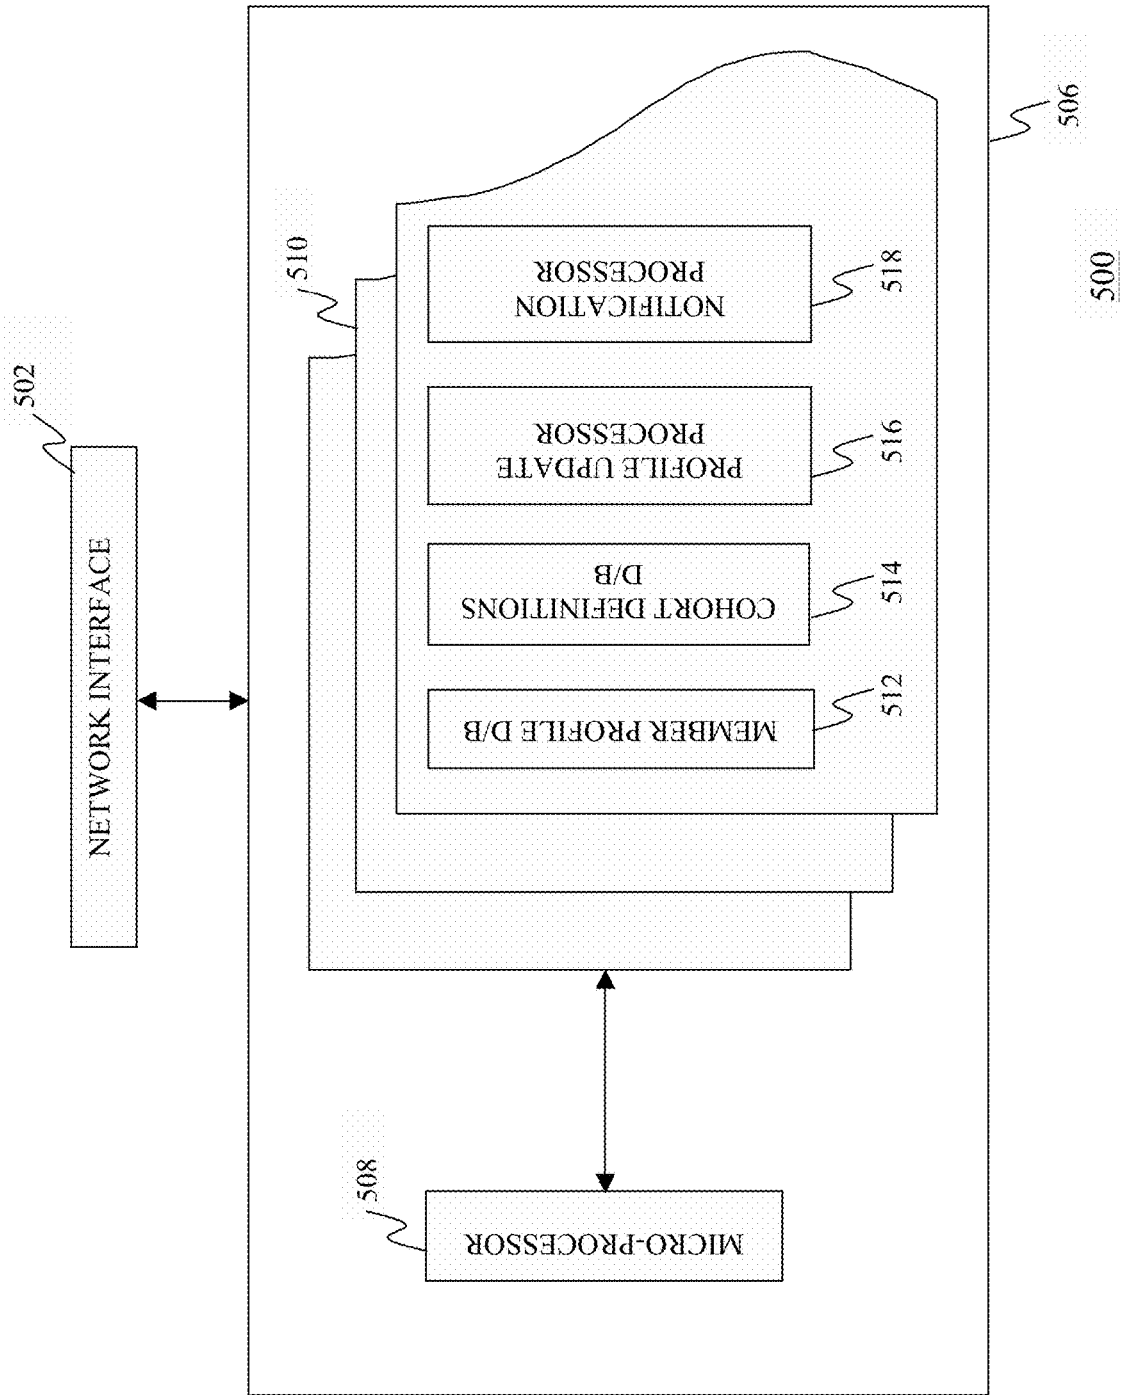 502
NETWORK INTERFACE
508
MICRO-PROCESSOR
510
MEMBER PROFILE D/B
512
COHORT DEFINITIONS
D/B
514
PROFILE UPDATE
PROCESSOR
516
NOTIFICATION
PROCESSOR
518
506
500